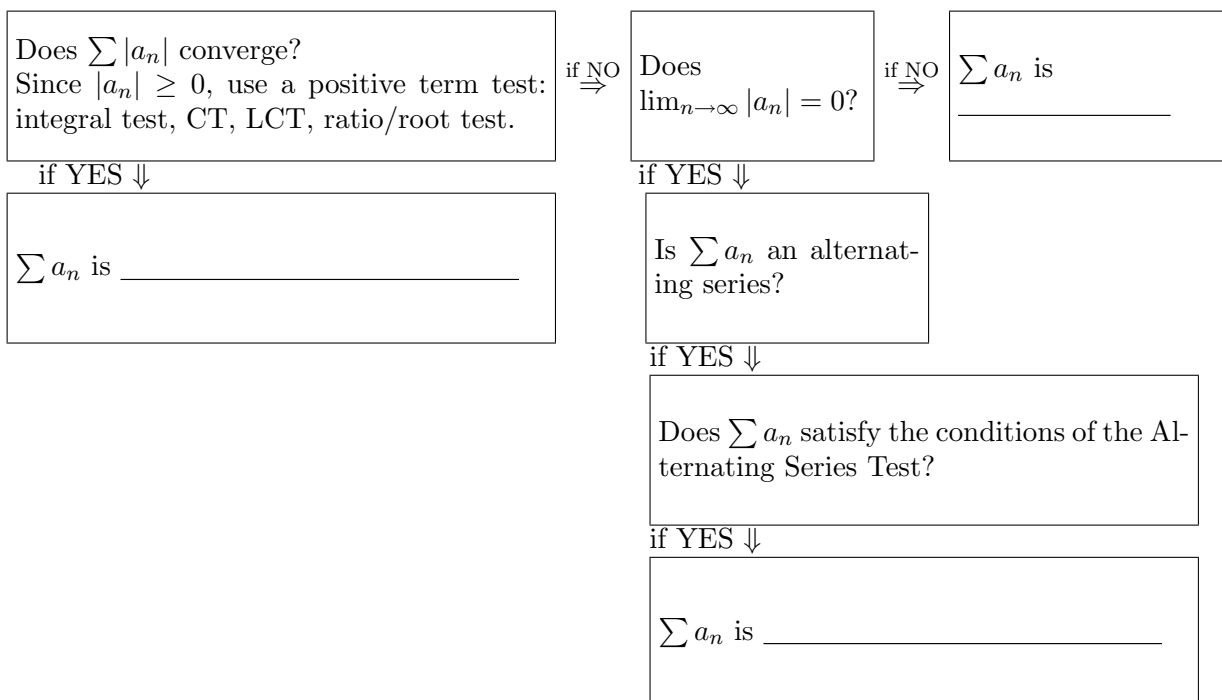 Does ∑ |aₙ| converge?
Since |aₙ| ≥ 0, use a positive term test:
integral test, CT, LCT, ratio/root test.
if NO ⇒
Does
lim_{n→∞} |aₙ| = 0?
if NO ⇒
∑ aₙ is
if YES ⇓
if YES ⇓
∑ aₙ is
Is ∑ aₙ an alternat-
ing series?
if YES ⇓
Does ∑ aₙ satisfy the conditions of the Al-
ternating Series Test?
if YES ⇓
∑ aₙ is